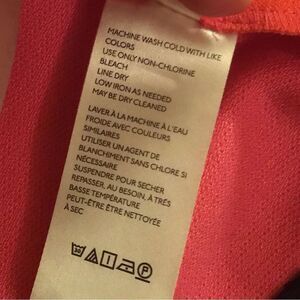 MACHINE WASH COLD WITH LIKE
COLORS
USE ONLY NON-CHLORINE
BLEACH
LINE DRY
LOW IRON AS NEEDED
MAY BE DRY CLEANED
LAVER À LA MACHINE À L'EAU
FROIDE AVEC COULEURS
SIMILAIRES
UTILISER UN AGENT DE
BLANCHIMENT SANS CHLORE SI
NÉCESSAIRE
SUSPENDRE POUR SECHER
REPASSER, AU BESOIN, À TRÈS
BASSE TEMPÉRATURE
PEUT-ÊTRE ÊTRE NETTOYÉE
À SEC
30 P